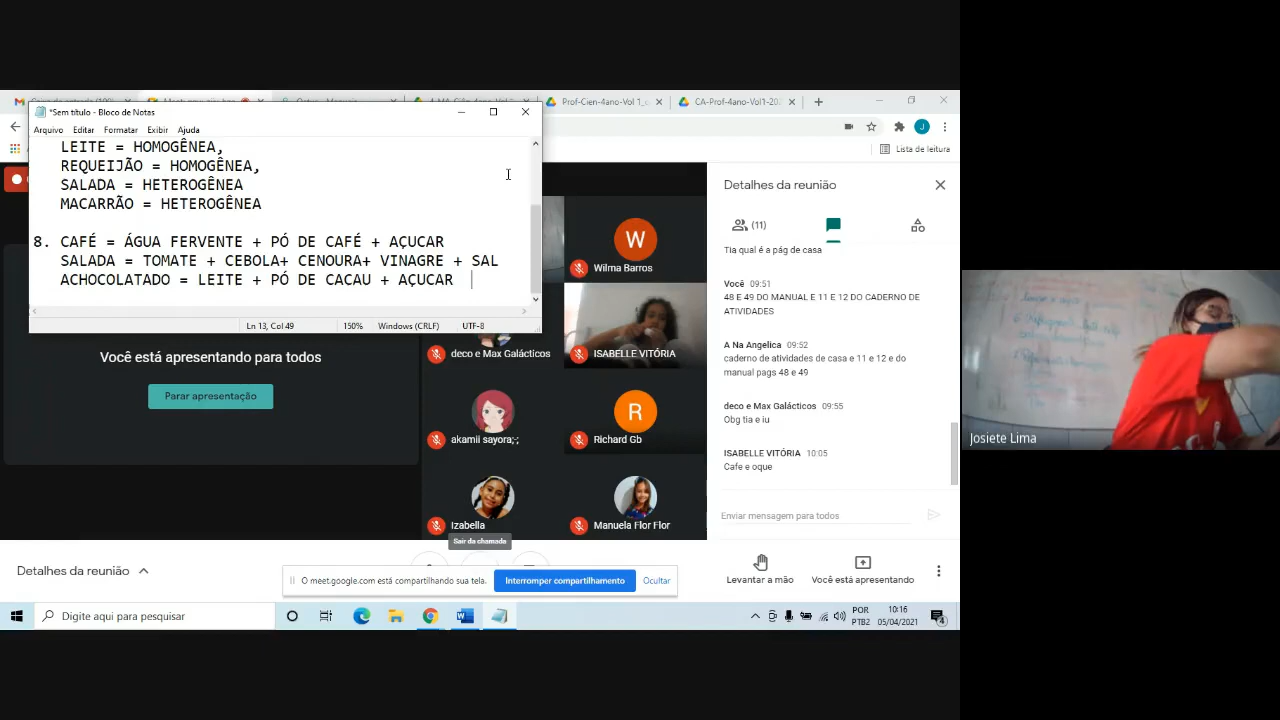 *Sem título - Bloco de Notas
Prof-Cien-4ano-Vol 1_
CA-Prof-4ano-Vol1-202
Arquivo Editar Formatar Exibir Ajuda
Lista de leitura
LEITE = HOMOGÊNEA,
REQUEIJÃO = HOMOGÊNEA,
SALADA = HETEROGÊNEA
MACARRÃO = HETEROGÊNEA
8. CAFÉ = ÁGUA FERVENTE + PÓ DE CAFÉ + AÇUCAR
SALADA = TOMATE + CEBOLA+ CENOURA+ VINAGRE + SAL
ACHOCOLATADO = LEITE + PÓ DE CACAU + AÇUCAR
Ln 13, Col 49 150% Windows (CRLF) UTF-8
Você está apresentando para todos
Parar apresentação
W
Wilma Barros
deco e Max Galácticos
ISABELLE VITÓRIA
akamii sayora;-;
R
Richard Gb
Izabella
Manuela Flor Flor
Sair da chamada
Detalhes da reunião
(11)
Tia qual é a pág de casa
Você 09:51
48 E 49 DO MANUAL E 11 E 12 DO CADERNO DE
ATIVIDADES
A Na Angelica 09:52
caderno de atividades de casa e 11 e 12 e do
manual pags 48 e 49
deco e Max Galácticos 09:55
Obg tia e iu
ISABELLE VITÓRIA 10:05
Cafe e oque
Enviar mensagem para todos
Detalhes da reunião
O meet.google.com está compartilhando sua tela.
Interromper compartilhamento
Ocultar
Levantar a mão
Você está apresentando
Digite aqui para pesquisar
POR
PTB2
10:16
05/04/2021
4
Josiete Lima